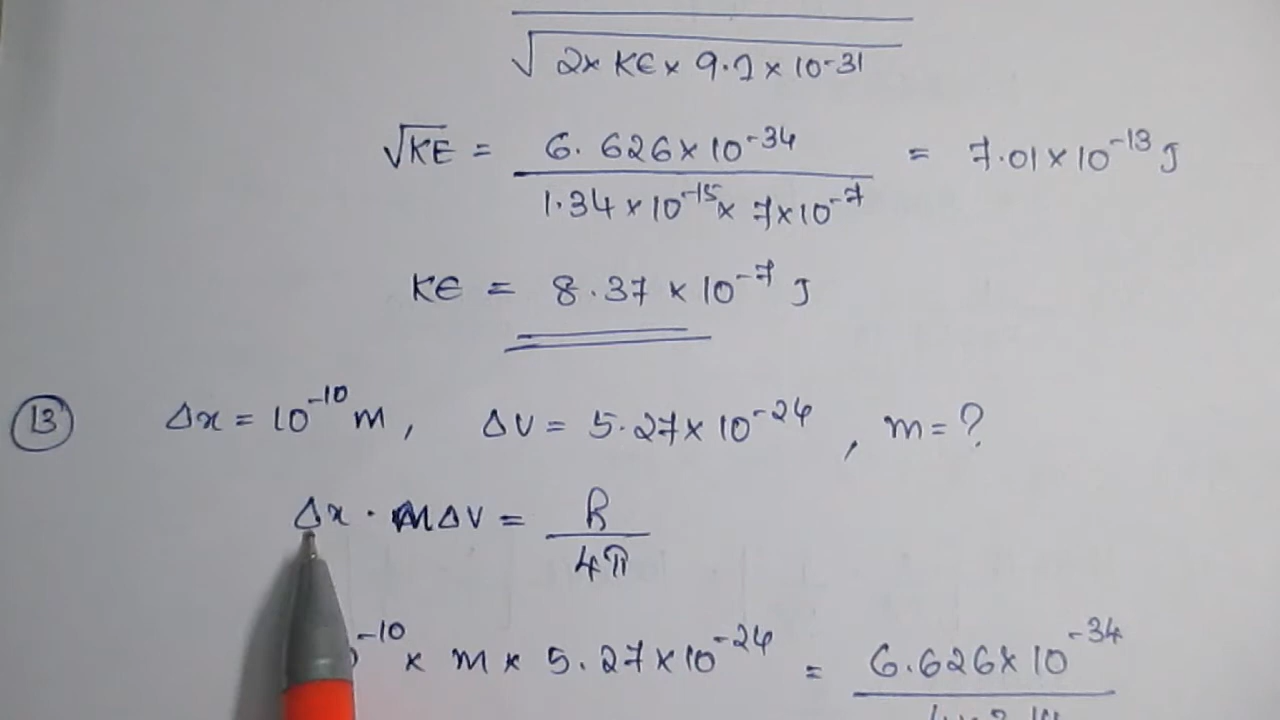 √2x KE x 9.1 x 10⁻³¹
√KE = 6.626 x 10⁻³⁴ / 1.34 x 10⁻¹⁵ x 7 x 10⁻⁷ = 7.01 x 10⁻¹³ J
KE = 8.37 x 10⁻⁷ J
13 Δx = 10⁻¹⁰ m, ΔV = 5.27 x 10⁻²⁴, m = ?
Δx · mΔV = h / 4π
⁻¹⁰ x m x 5.27 x 10⁻²⁴ = 6.626 x 10⁻³⁴